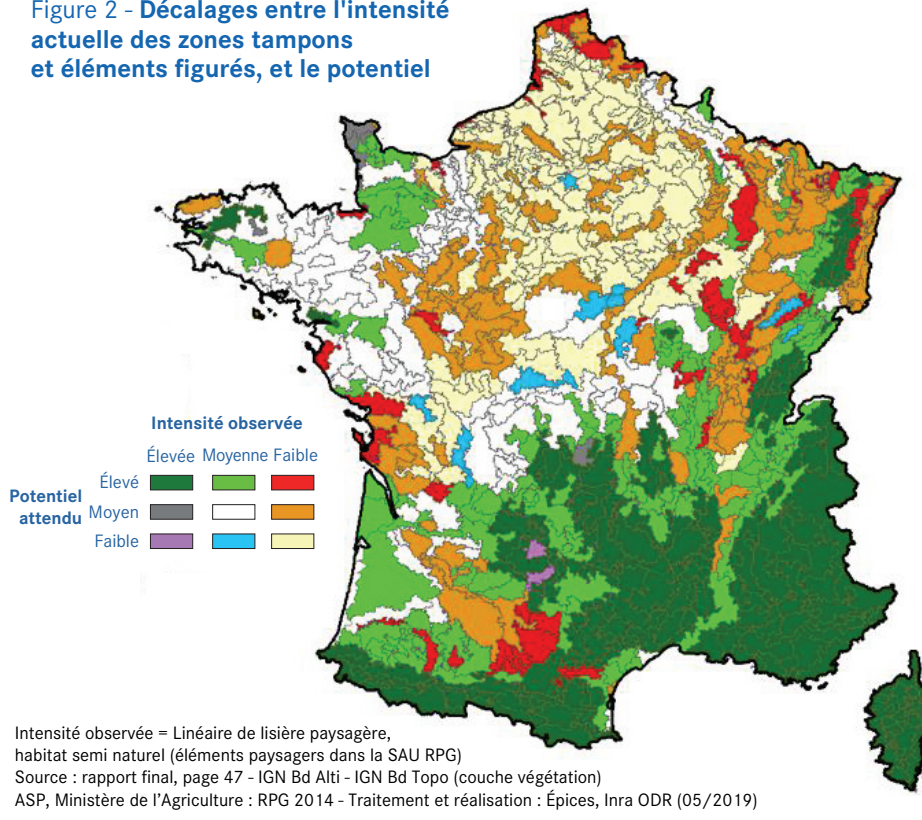 Figure 2 - Décalages entre l'intensité
actuelle des zones tampons
et éléments figurés, et le potentiel
Intensité observée
Élevée Moyenne Faible
Potentiel
attendu
Élevé
Moyen
Faible
Intensité observée = Linéaire de lisière paysagère,
habitat semi naturel (éléments paysagers dans la SAU RPG)
Source : rapport final, page 47 - IGN Bd Alti - IGN Bd Topo (couche végétation)
ASP, Ministère de l'Agriculture : RPG 2014 - Traitement et réalisation : Épices, Inra ODR (05/2019)